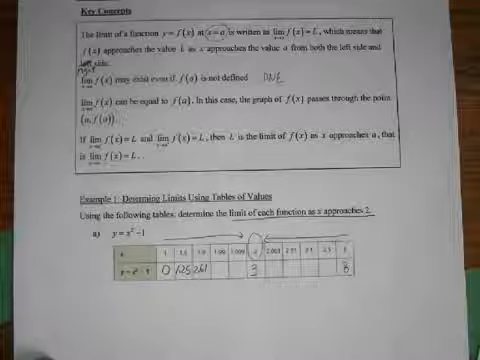 Key Concepts
The limit of a function y = f(x) at x = a is written as lim x→a f(x) = L, which means that
f(x) approaches the value L as x approaches the value a from both the left side and
right side.
lim x→a f(x) may exist even if f(a) is not defined DNE
lim x→a f(x) can be equal to f(a). In this case, the graph of f(x) passes through the point
(a, f(a)).
If lim f(x) = L and lim f(x) = L, then L is the limit of f(x) as x approaches a, that
is lim x→a f(x) = L.
Example 1: Determing Limits Using Tables of Values
Using the following tables, determine the limit of each function as x approaches 2.
a) y = x² - 1
x 1 1.5 1.9 1.99 1.999 2 2.001 2.01 2.1 2.5 3
y = x² - 1 0 1.25 2.61 3 8